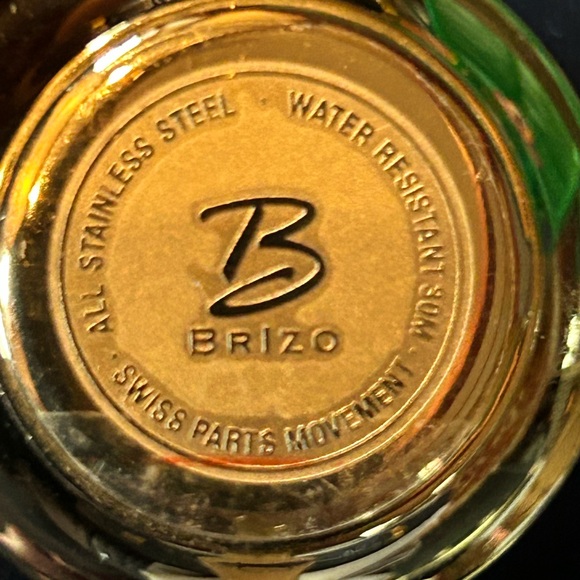 ALL STAINLESS STEEL · WATER RESISTANT 30M · SWISS PARTS MOVEMENT ·
B
BRIZO